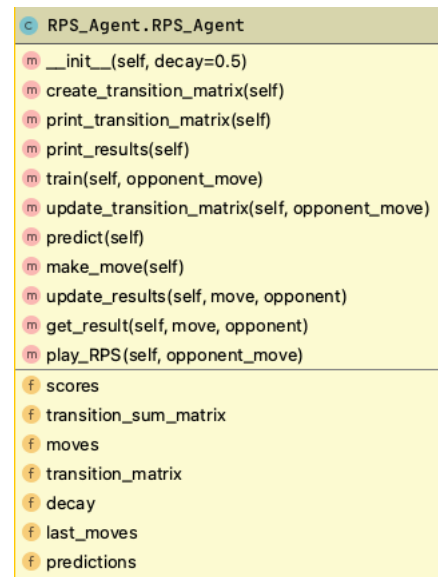 C RPS_Agent.RPS_Agent
m __init__(self, decay=0.5)
m create_transition_matrix(self)
m print_transition_matrix(self)
m print_results(self)
m train(self, opponent_move)
m update_transition_matrix(self, opponent_move)
m predict(self)
m make_move(self)
m update_results(self, move, opponent)
m get_result(self, move, opponent)
m play_RPS(self, opponent_move)
f scores
f transition_sum_matrix
f moves
f transition_matrix
f decay
f last_moves
f predictions